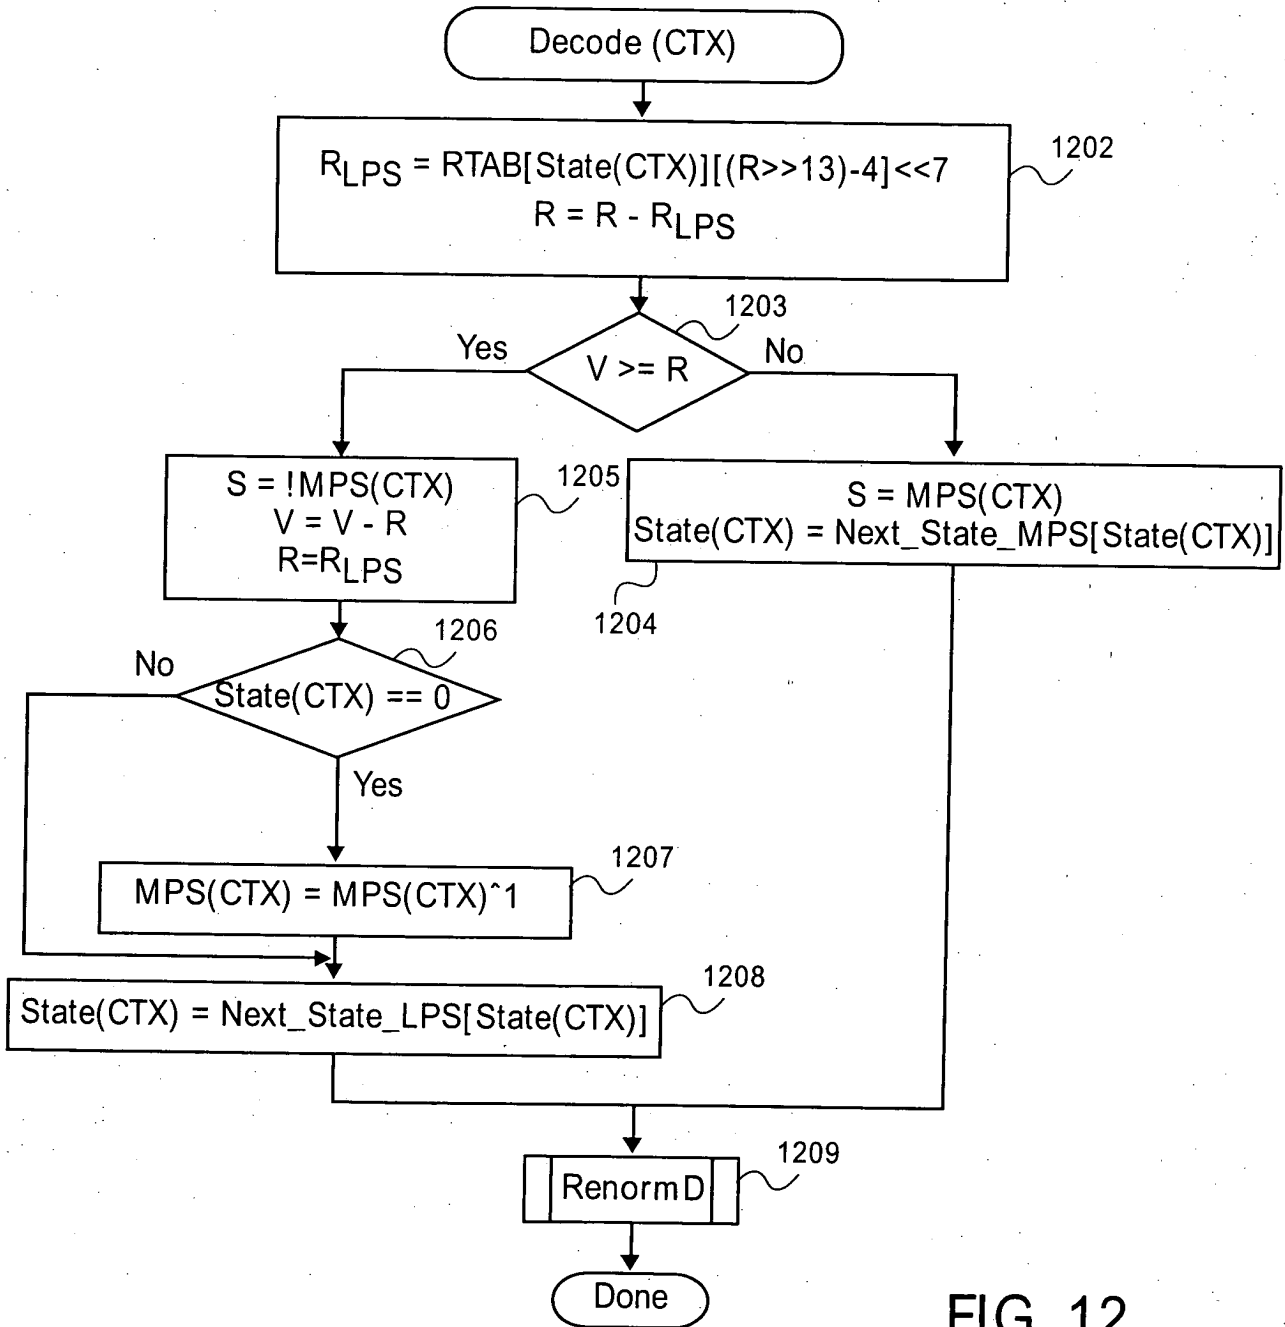 Decode (CTX)
RLPS = RTAB[State(CTX)][(R>>13)-4]<<7
R = R - RLPS
1202
1203
Yes
V >= R
No
S = !MPS(CTX)
V = V - R
R=RLPS
1205
S = MPS(CTX)
State(CTX) = Next_State_MPS[State(CTX)]
1204
1206
No
State(CTX) == 0
Yes
1207
MPS(CTX) = MPS(CTX)^1
1208
State(CTX) = Next_State_LPS[State(CTX)]
1209
RenormD
Done
FIG. 12